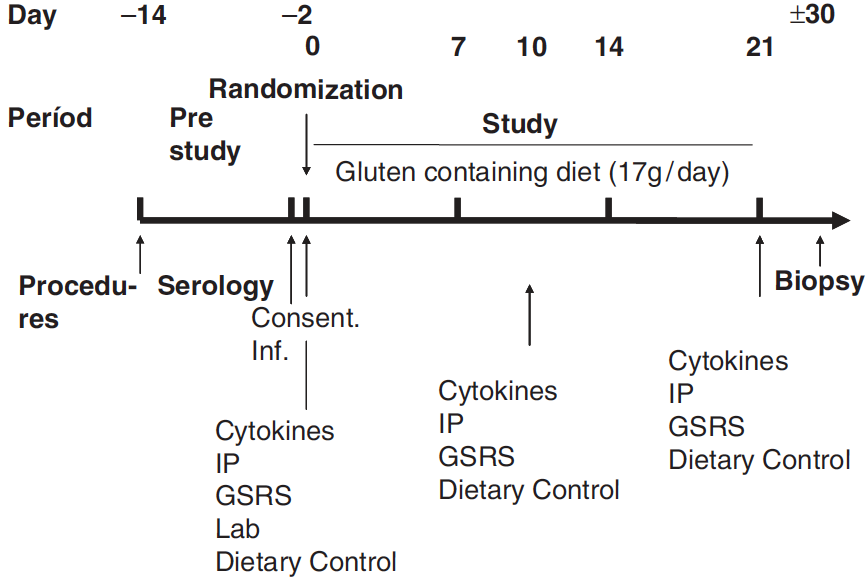 Day −14 −2 ±30
0 7 10 14 21
Randomization
Períod Pre study Study
Gluten containing diet (17g/day)
Procedu-
res
Serology
Biopsy
Consent.
Inf.
Cytokines
IP
GSRS
Lab
Dietary Control
Cytokines
IP
GSRS
Dietary Control
Cytokines
IP
GSRS
Dietary Control